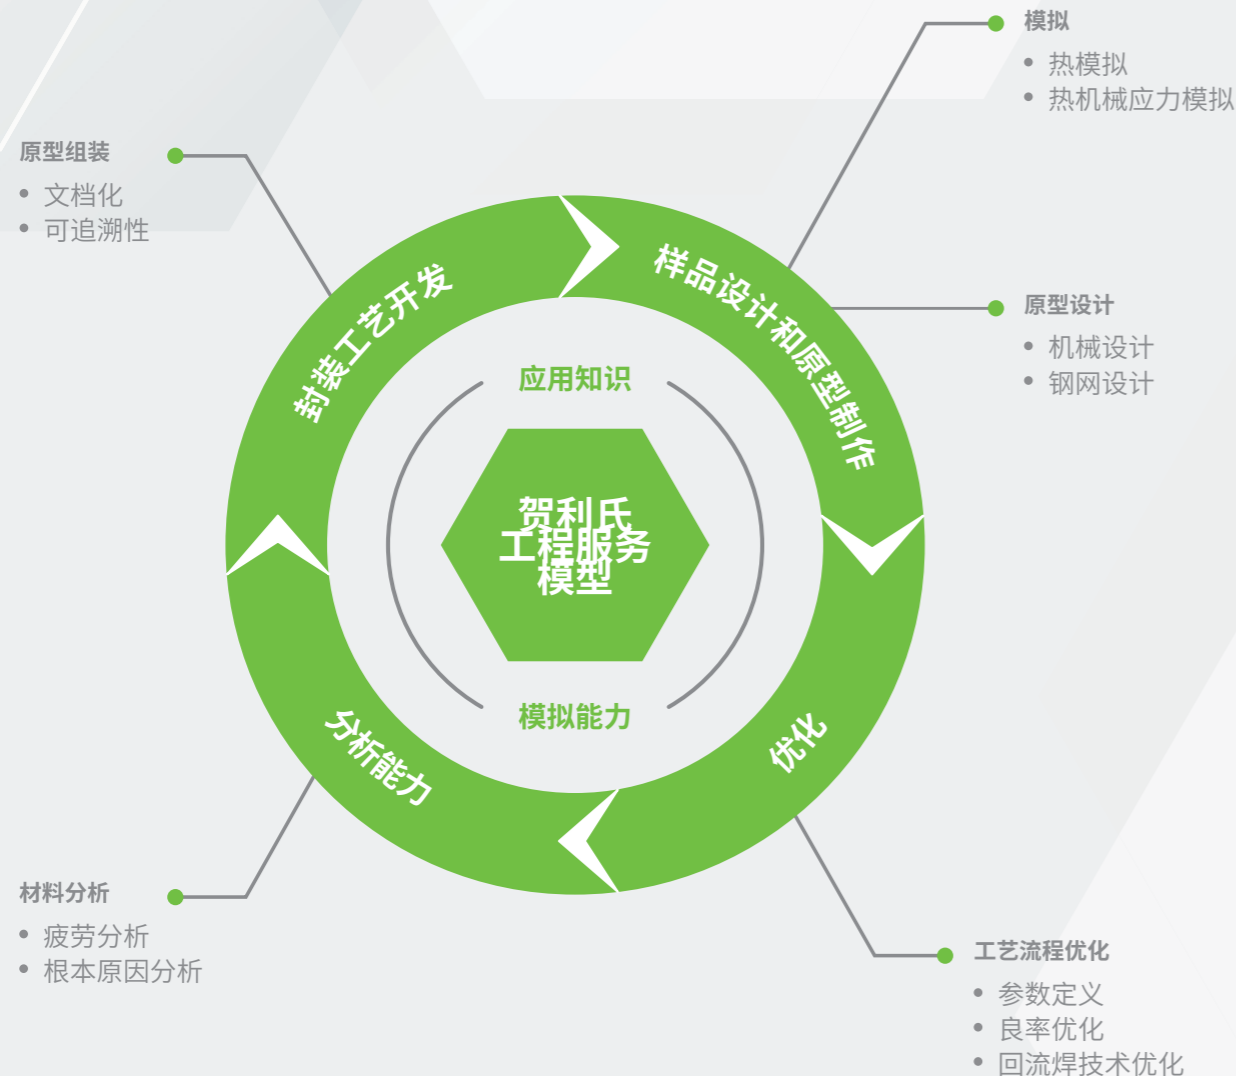 模拟
热模拟
热机械应力模拟
原型组装
文档化
可追溯性
封装工艺开发
样品设计和原型制作
原型设计
机械设计
钢网设计
应用知识
贺利氏
工程服务
模型
模拟能力
分析能力
优化
材料分析
疲劳分析
根本原因分析
工艺流程优化
参数定义
良率优化
回流焊技术优化